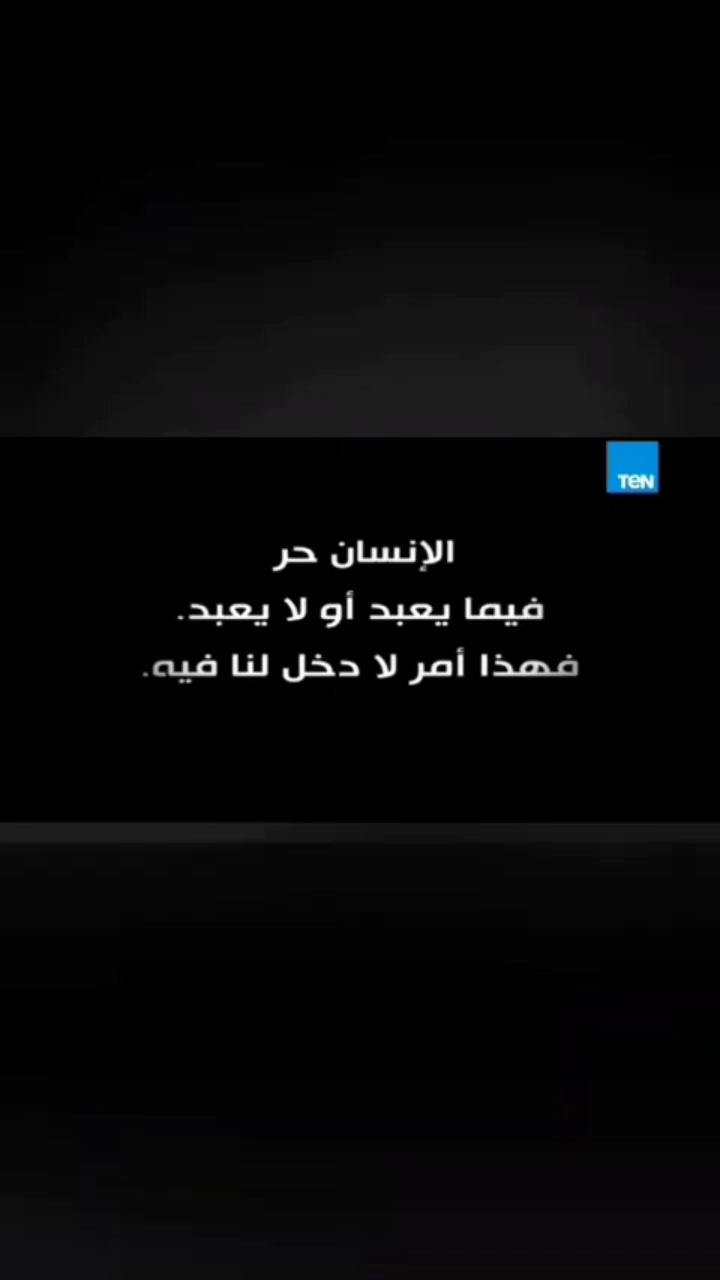 TeN
الإنسان حر
فيما يعبد أو لا يعبد.
فهذا أمر لا دخل لنا فيه.